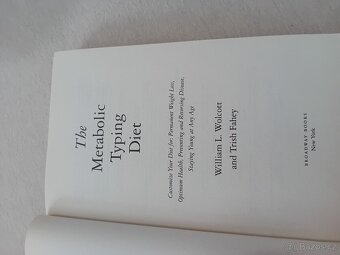 The
Metabolic
Typing
Diet
Customize Your Diet for: Permanent Weight Loss,
Optimum Health, Preventing and Reversing Disease,
Staying Young at Any Age
William L. Wolcott
and Trish Fahey
BROADWAY BOOKS
New York